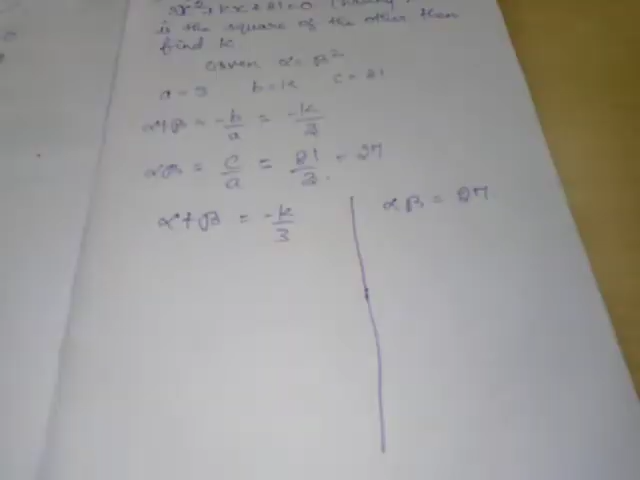 x² + kx + 81 = 0
is the square of the other then
find k.
Given α = β²
a = 3 b = k c = 81
α+β = -b/a = -k/3
αβ = c/a = 81/3 = 27
α+β = -k/3
αβ = 27.